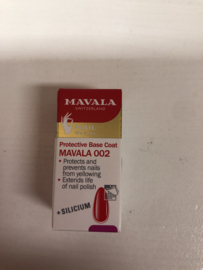 MAVALA
SWITZERLAND
Protective Base Coat
MAVALA 002
• Protects and
prevents nails
from yellowing
• Extends life
of nail polish
+SILICIUM